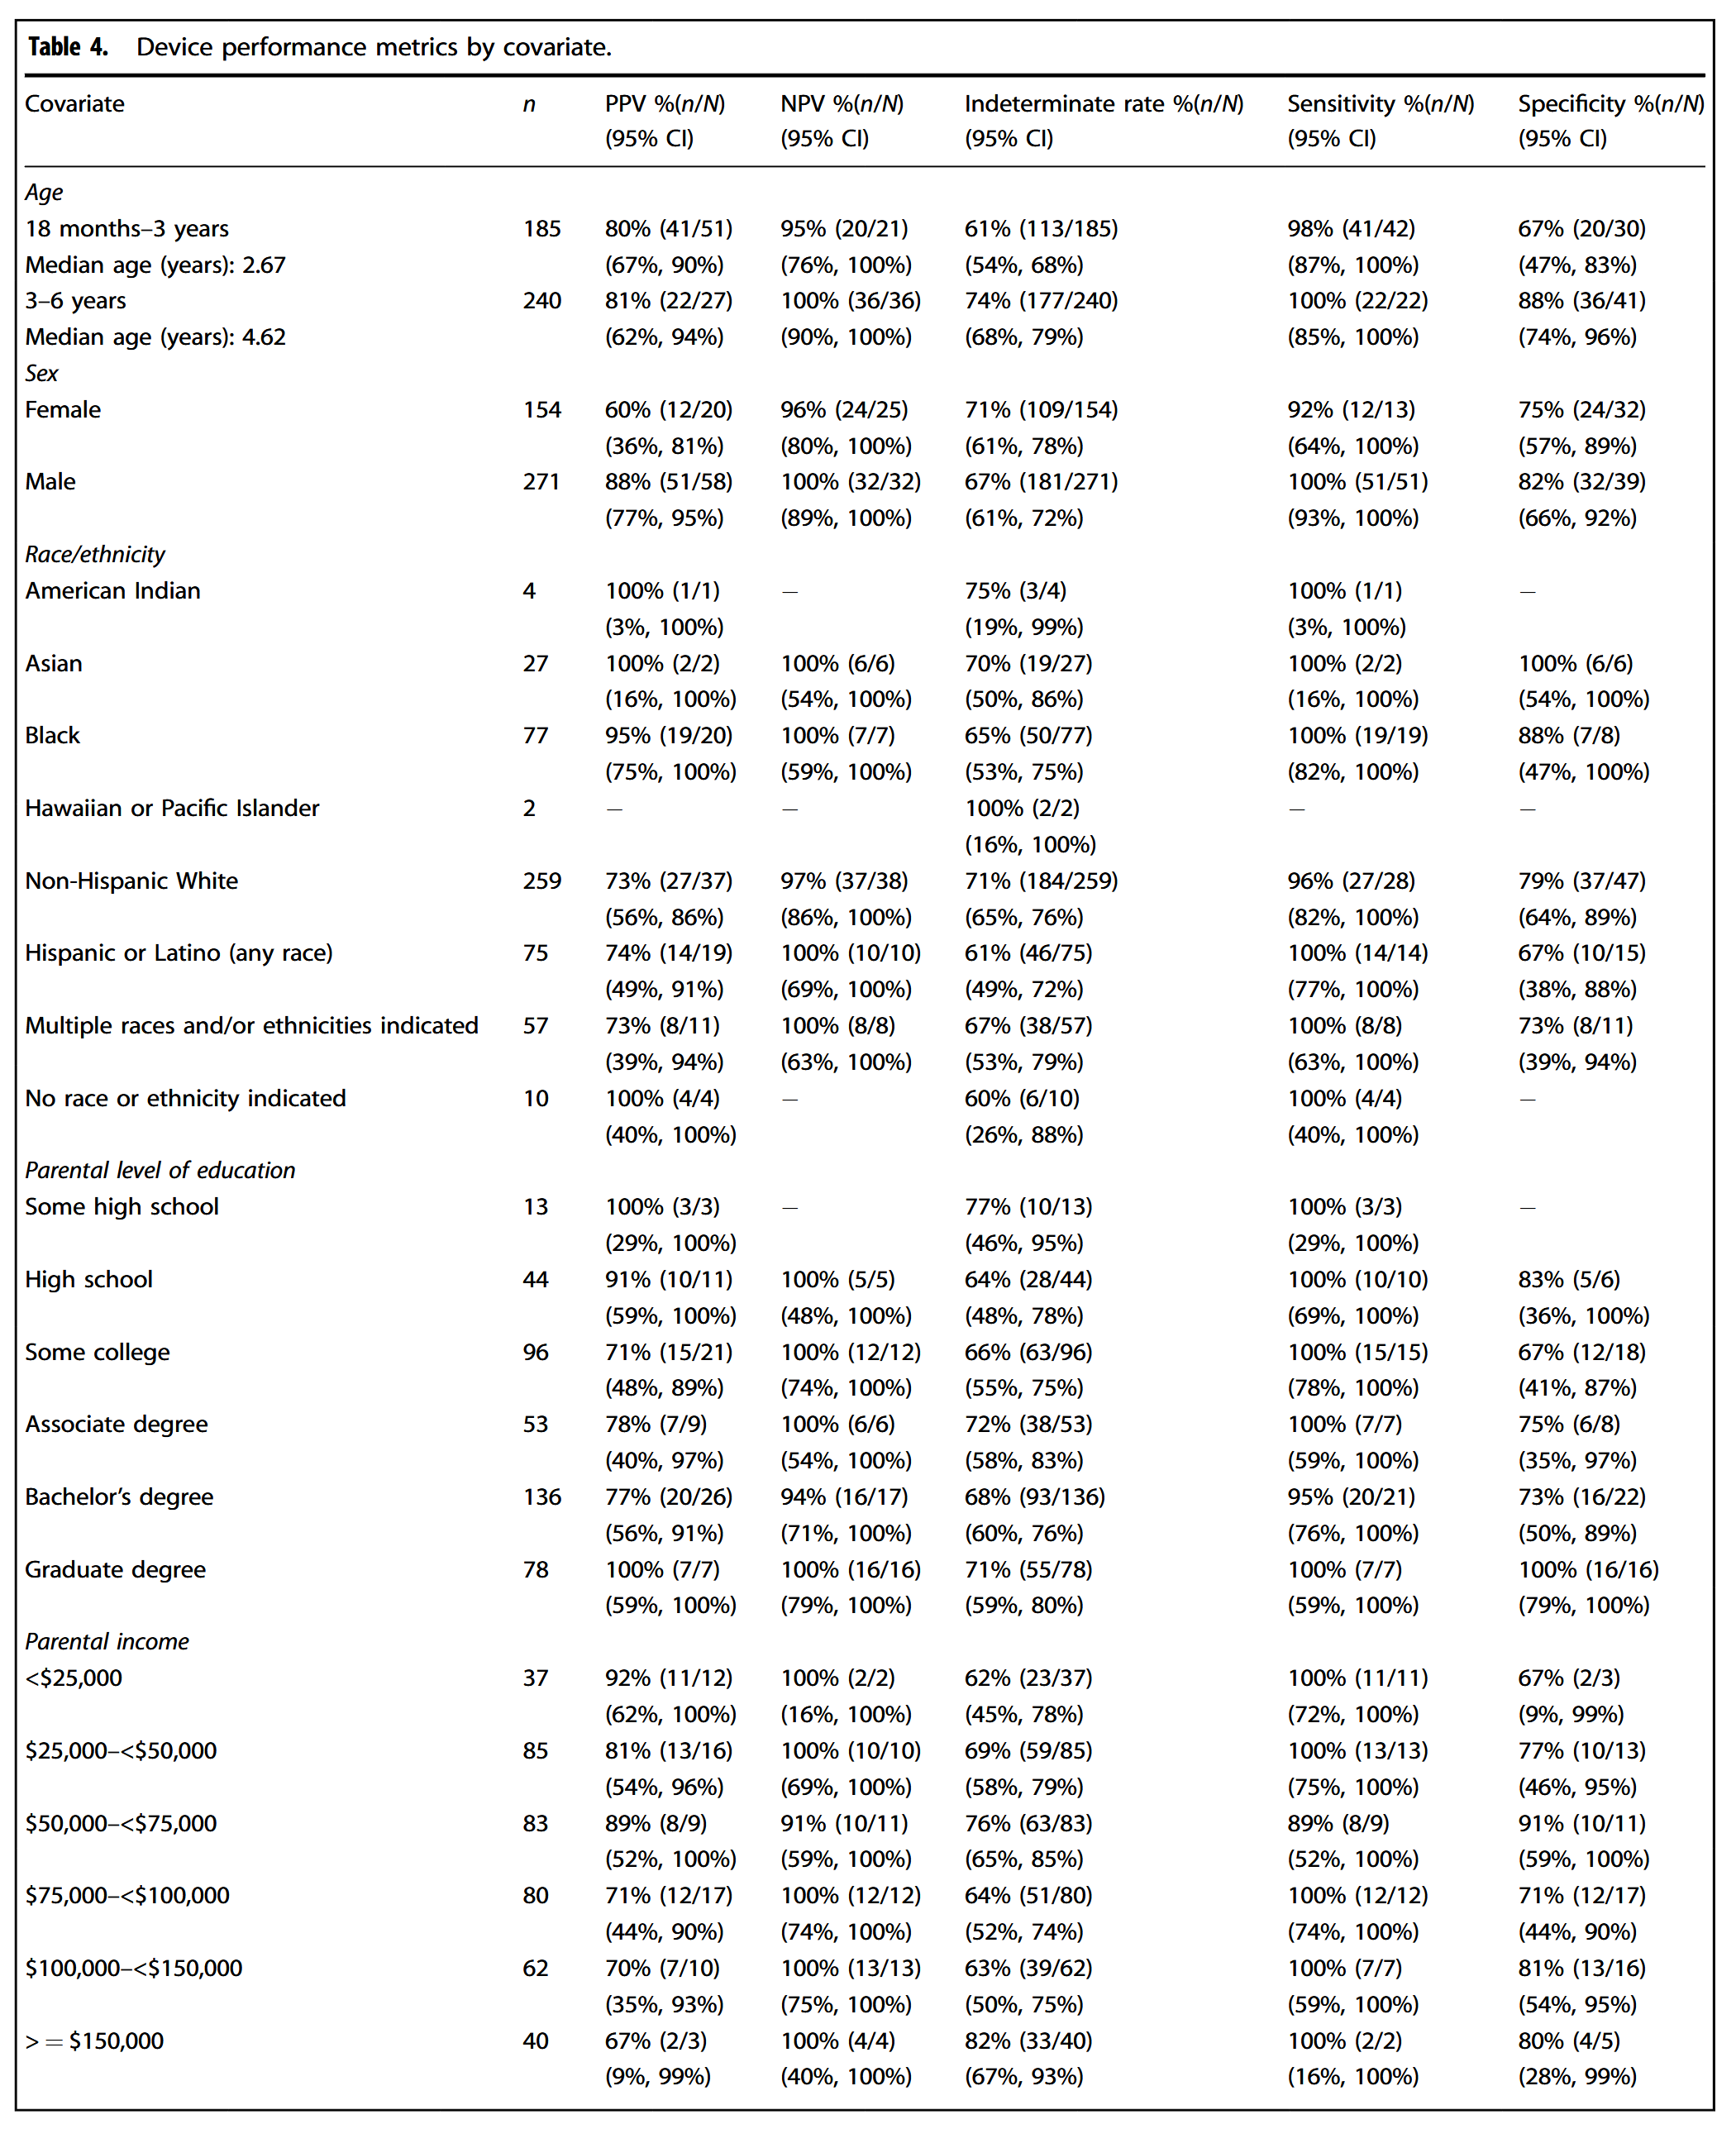 Table 4. Device performance metrics by covariate.
Covariate n PPV %(n/N) NPV %(n/N) Indeterminate rate %(n/N) Sensitivity %(n/N) Specificity %(n/N)
(95% CI) (95% CI) (95% CI) (95% CI) (95% CI)
Age
18 months–3 years 185 80% (41/51) 95% (20/21) 61% (113/185) 98% (41/42) 67% (20/30)
Median age (years): 2.67 (67%, 90%) (76%, 100%) (54%, 68%) (87%, 100%) (47%, 83%)
3–6 years 240 81% (22/27) 100% (36/36) 74% (177/240) 100% (22/22) 88% (36/41)
Median age (years): 4.62 (62%, 94%) (90%, 100%) (68%, 79%) (85%, 100%) (74%, 96%)
Sex
Female 154 60% (12/20) 96% (24/25) 71% (109/154) 92% (12/13) 75% (24/32)
(36%, 81%) (80%, 100%) (61%, 78%) (64%, 100%) (57%, 89%)
Male 271 88% (51/58) 100% (32/32) 67% (181/271) 100% (51/51) 82% (32/39)
(77%, 95%) (89%, 100%) (61%, 72%) (93%, 100%) (66%, 92%)
Race/ethnicity
American Indian 4 100% (1/1) – 75% (3/4) 100% (1/1) –
(3%, 100%) (19%, 99%) (3%, 100%)
Asian 27 100% (2/2) 100% (6/6) 70% (19/27) 100% (2/2) 100% (6/6)
(16%, 100%) (54%, 100%) (50%, 86%) (16%, 100%) (54%, 100%)
Black 77 95% (19/20) 100% (7/7) 65% (50/77) 100% (19/19) 88% (7/8)
(75%, 100%) (59%, 100%) (53%, 75%) (82%, 100%) (47%, 100%)
Hawaiian or Pacific Islander 2 – – 100% (2/2) – –
(16%, 100%)
Non-Hispanic White 259 73% (27/37) 97% (37/38) 71% (184/259) 96% (27/28) 79% (37/47)
(56%, 86%) (86%, 100%) (65%, 76%) (82%, 100%) (64%, 89%)
Hispanic or Latino (any race) 75 74% (14/19) 100% (10/10) 61% (46/75) 100% (14/14) 67% (10/15)
(49%, 91%) (69%, 100%) (49%, 72%) (77%, 100%) (38%, 88%)
Multiple races and/or ethnicities indicated 57 73% (8/11) 100% (8/8) 67% (38/57) 100% (8/8) 73% (8/11)
(39%, 94%) (63%, 100%) (53%, 79%) (63%, 100%) (39%, 94%)
No race or ethnicity indicated 10 100% (4/4) – 60% (6/10) 100% (4/4) –
(40%, 100%) (26%, 88%) (40%, 100%)
Parental level of education
Some high school 13 100% (3/3) – 77% (10/13) 100% (3/3) –
(29%, 100%) (46%, 95%) (29%, 100%)
High school 44 91% (10/11) 100% (5/5) 64% (28/44) 100% (10/10) 83% (5/6)
(59%, 100%) (48%, 100%) (48%, 78%) (69%, 100%) (36%, 100%)
Some college 96 71% (15/21) 100% (12/12) 66% (63/96) 100% (15/15) 67% (12/18)
(48%, 89%) (74%, 100%) (55%, 75%) (78%, 100%) (41%, 87%)
Associate degree 53 78% (7/9) 100% (6/6) 72% (38/53) 100% (7/7) 75% (6/8)
(40%, 97%) (54%, 100%) (58%, 83%) (59%, 100%) (35%, 97%)
Bachelor's degree 136 77% (20/26) 94% (16/17) 68% (93/136) 95% (20/21) 73% (16/22)
(56%, 91%) (71%, 100%) (60%, 76%) (76%, 100%) (50%, 89%)
Graduate degree 78 100% (7/7) 100% (16/16) 71% (55/78) 100% (7/7) 100% (16/16)
(59%, 100%) (79%, 100%) (59%, 80%) (59%, 100%) (79%, 100%)
Parental income
<$25,000 37 92% (11/12) 100% (2/2) 62% (23/37) 100% (11/11) 67% (2/3)
(62%, 100%) (16%, 100%) (45%, 78%) (72%, 100%) (9%, 99%)
$25,000–<$50,000 85 81% (13/16) 100% (10/10) 69% (59/85) 100% (13/13) 77% (10/13)
(54%, 96%) (69%, 100%) (58%, 79%) (75%, 100%) (46%, 95%)
$50,000–<$75,000 83 89% (8/9) 91% (10/11) 76% (63/83) 89% (8/9) 91% (10/11)
(52%, 100%) (59%, 100%) (65%, 85%) (52%, 100%) (59%, 100%)
$75,000–<$100,000 80 71% (12/17) 100% (12/12) 64% (51/80) 100% (12/12) 71% (12/17)
(44%, 90%) (74%, 100%) (52%, 74%) (74%, 100%) (44%, 90%)
$100,000–<$150,000 62 70% (7/10) 100% (13/13) 63% (39/62) 100% (7/7) 81% (13/16)
(35%, 93%) (75%, 100%) (50%, 75%) (59%, 100%) (54%, 95%)
> = $150,000 40 67% (2/3) 100% (4/4) 82% (33/40) 100% (2/2) 80% (4/5)
(9%, 99%) (40%, 100%) (67%, 93%) (16%, 100%) (28%, 99%)